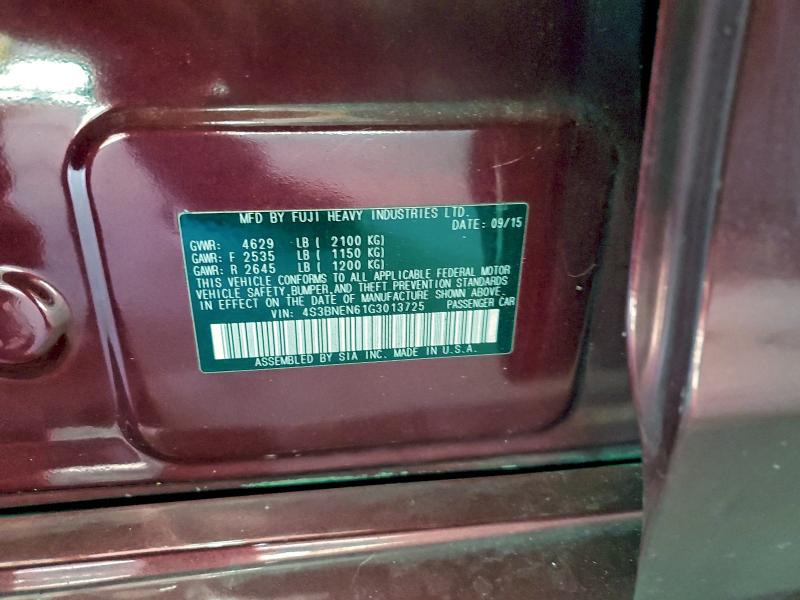 MFD BY FUJI HEAVY INDUSTRIES LTD.
DATE: 09/15
GVWR: 4629 LB ( 2100 KG)
GAWR: F 2535 LB ( 1150 KG)
GAWR: R 2645 LB ( 1200 KG)
THIS VEHICLE CONFORMS TO ALL APPLICABLE FEDERAL MOTOR
VEHICLE SAFETY,BUMPER,AND THEFT PREVENTION STANDARDS
IN EFFECT ON THE DATE OF MANUFACTURE SHOWN ABOVE.
VIN: 4S3BNEN61G3013725 PASSENGER CAR
ASSEMBLED BY SIA INC. MADE IN U.S.A.